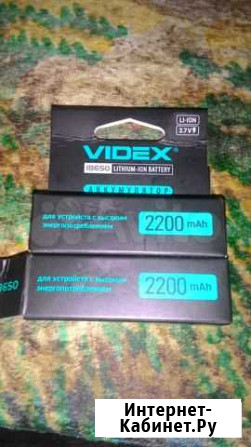 LI-ION
3.7V
VIDEX
18650 LITHIUM-ION BATTERY
АККУМУЛЯТОР
для устройств с высоким
энергопотреблением
2200 mAh
для устройств с высоким
энергопотреблением
2200 mAh
8650
Интернет-
Кабинет.Ру